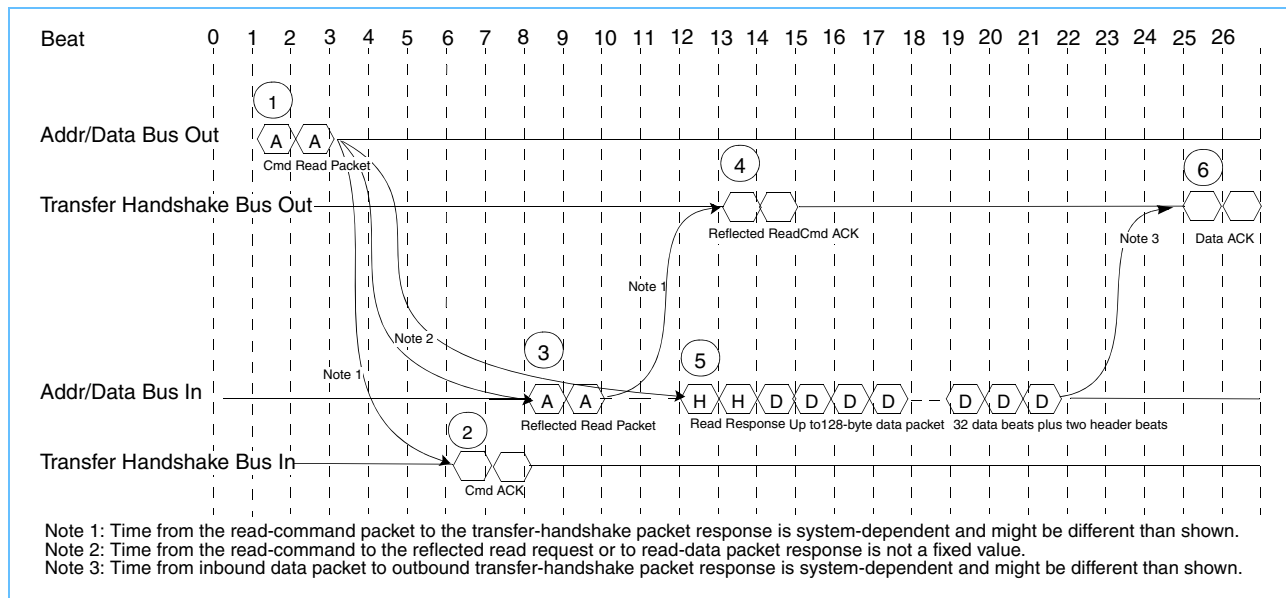 Beat 0 1 2 3 4 5 6 7 8 9 10 11 12 13 14 15 16 17 18 19 20 21 22 23 24 25 26
1
Addr/Data Bus Out A A
Cmd Read Packet
4 6
Transfer Handshake Bus Out
Reflected ReadCmd ACK Note 3 Data ACK
Note 1
Note 2
3 5
Note 1
Addr/Data Bus In A A H H D D D D D D D
Reflected Read Packet Read Response Up to128-byte data packet 32 data beats plus two header beats
2
Transfer Handshake Bus In
Cmd ACK
Note 1: Time from the read-command packet to the transfer-handshake packet response is system-dependent and might be different than shown.
Note 2: Time from the read-command to the reflected read request or to read-data packet response is not a fixed value.
Note 3: Time from inbound data packet to outbound transfer-handshake packet response is system-dependent and might be different than shown.